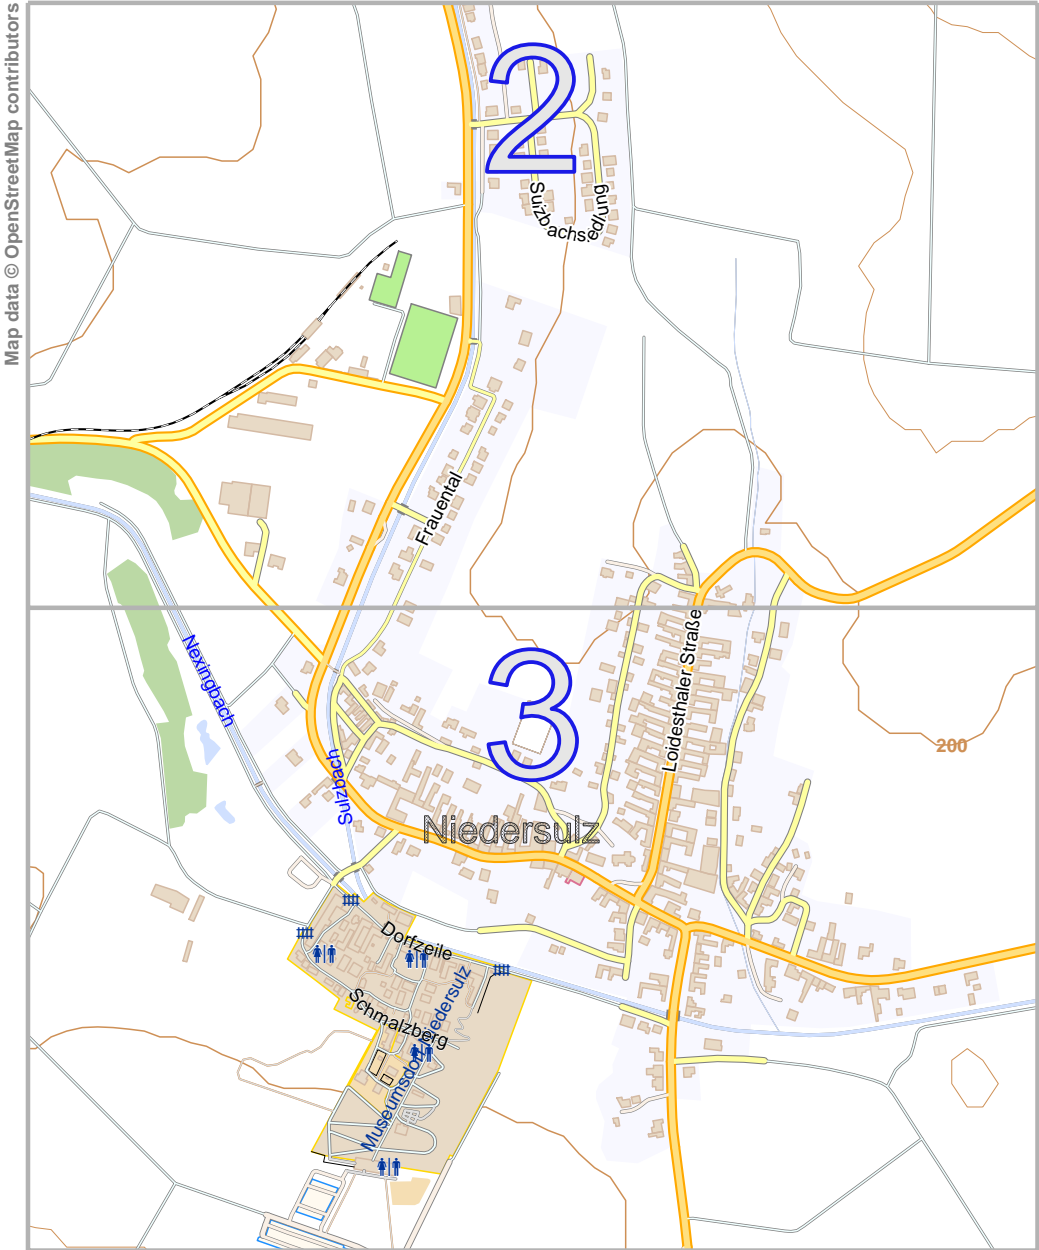 Map data © OpenStreetMap contributors
2
Sulzbachsiedlung
Frauental
3
Loidesthaler Straße
Nexingbach
Sulzbach
200
Niedersulz
Dorfzeile
Schmalzberg
Museumsdorf Niedersulz